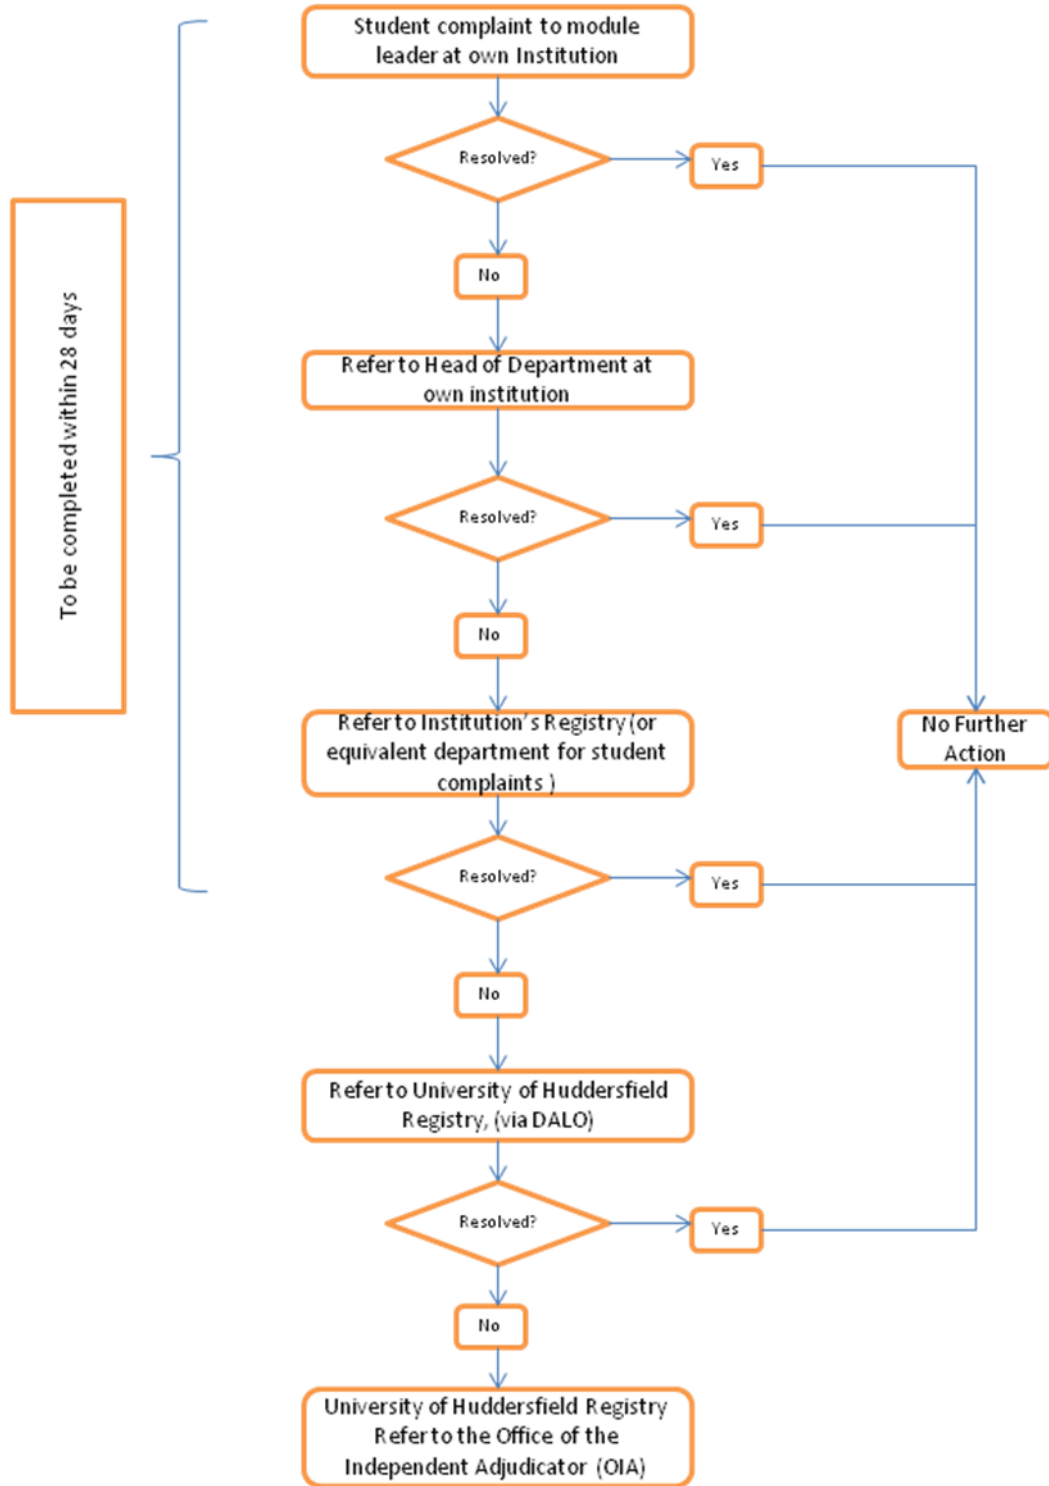 Student complaint to module
leader at own Institution
Resolved?
Yes
No
Refer to Head of Department at
own institution
To be completed within 28 days
Resolved?
Yes
No
Refer to Institution's Registry (or
equivalent department for student
complaints )
No Further
Action
Resolved?
Yes
No
Refer to University of Huddersfield
Registry, (via DALO)
Resolved?
Yes
No
University of Huddersfield Registry
Refer to the Office of the
Independent Adjudicator (OIA)